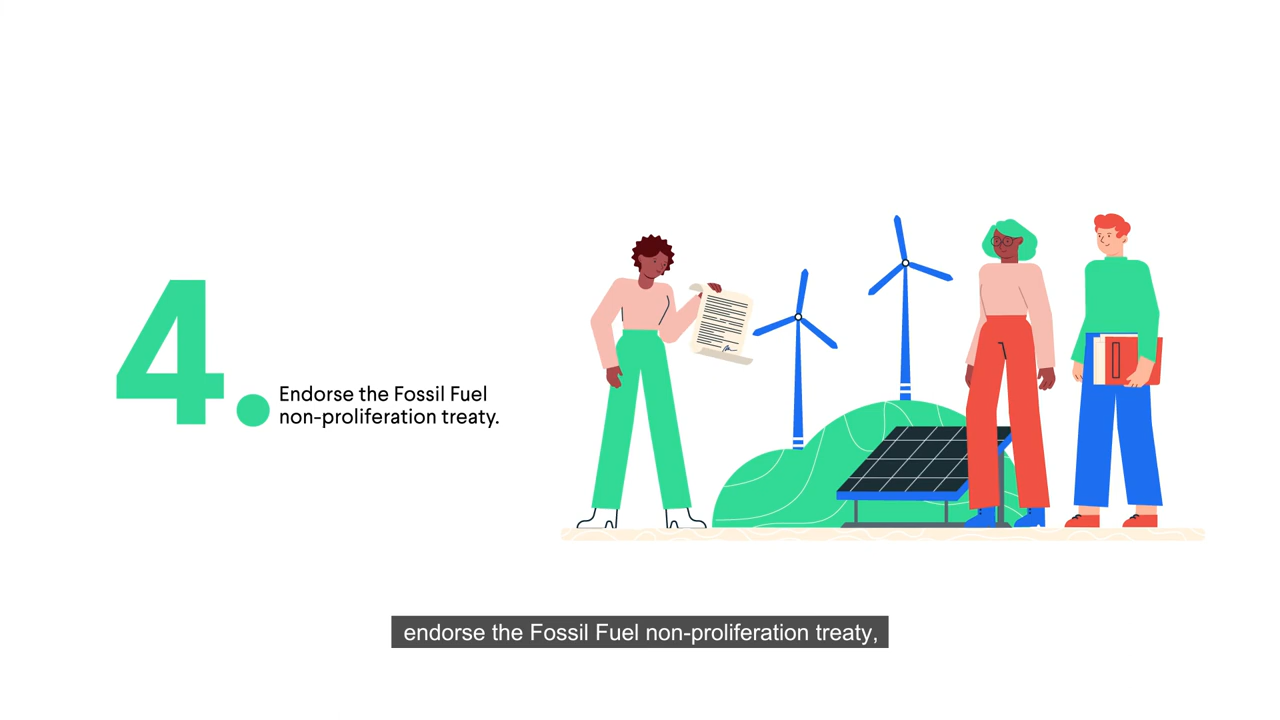 4.
Endorse the Fossil Fuel
non-proliferation treaty.
endorse the Fossil Fuel non-proliferation treaty,